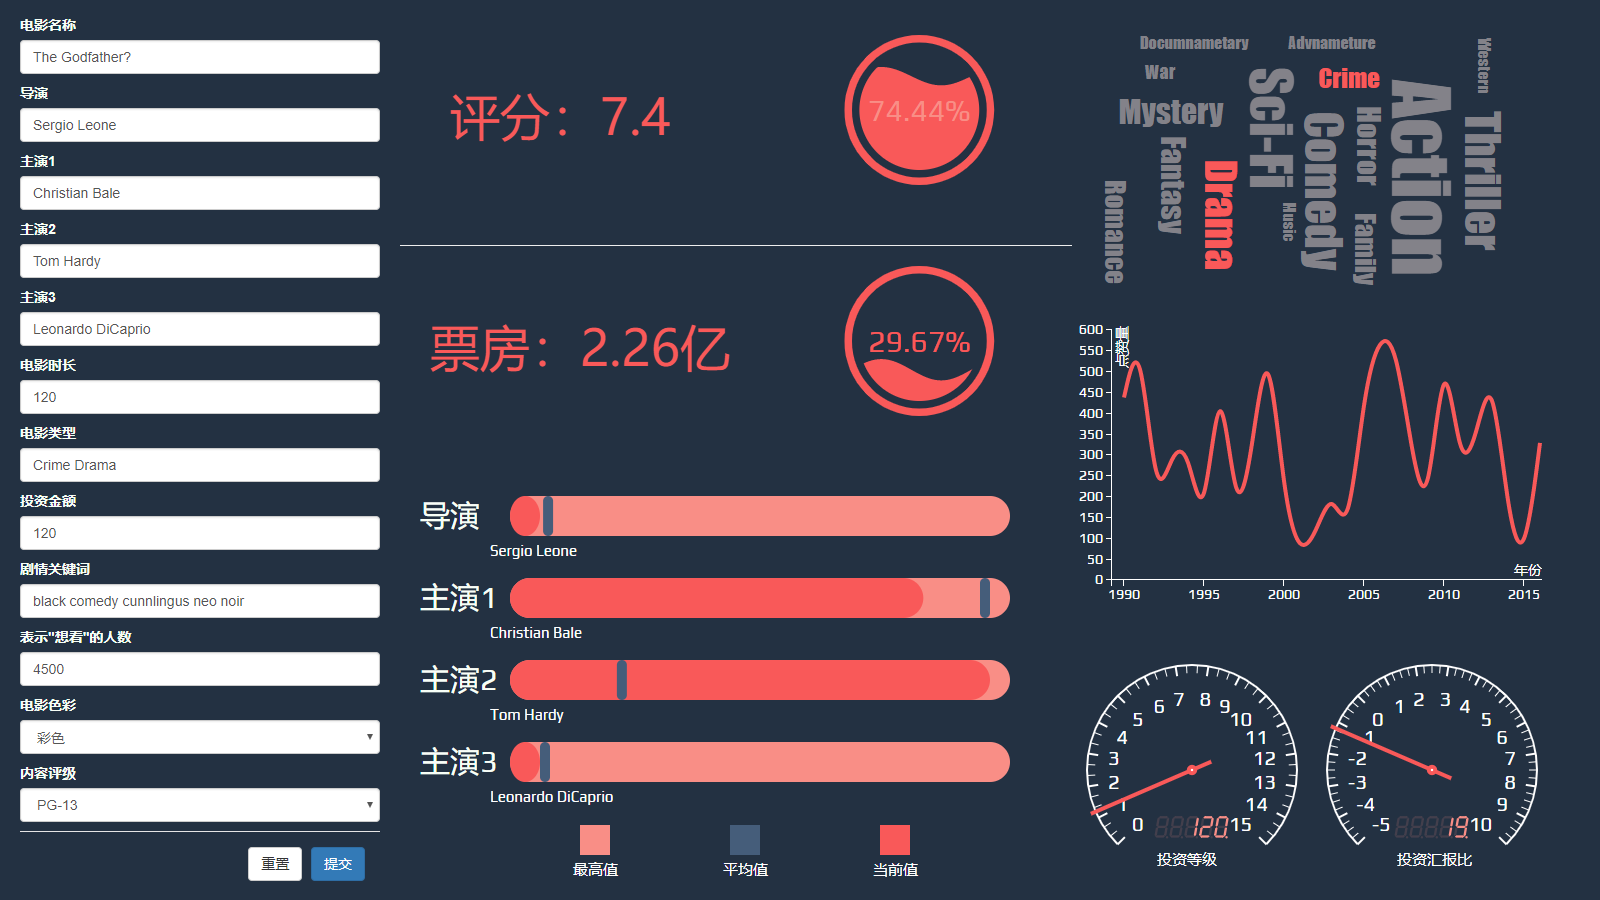 电影名称
The Godfather?
导演
Sergio Leone
主演1
Christian Bale
主演2
Tom Hardy
主演3
Leonardo DiCaprio
电影时长
120
电影类型
Crime Drama
投资金额
120
剧情关键词
black comedy cunnlingus neo noir
表示"想看"的人数
4500
电影色彩
彩色
内容评级
PG-13
重置
提交
评分：7.4
74.44%
票房：2.26亿
29.67%
导演
Sergio Leone
主演1
Christian Bale
主演2
Tom Hardy
主演3
Leonardo DiCaprio
最高值
平均值
当前值
Documnametary
Advnameture
Western
War
Crime
Mystery
Sci-Fi
Action
Horror
Comedy
Thriller
Fantasy
Drama
Romance
Music
Family
600
550
500
450
400
350
300
250
200
150
100
50
0
1990
1995
2000
2005
2010
2015
年份
0
1
2
3
4
5
6
7
8
9
10
11
12
13
14
15
120.
投资等级
-5
-4
-3
-2
-1
0
1
2
3
4
5
6
7
8
9
10
19.
投资汇报比